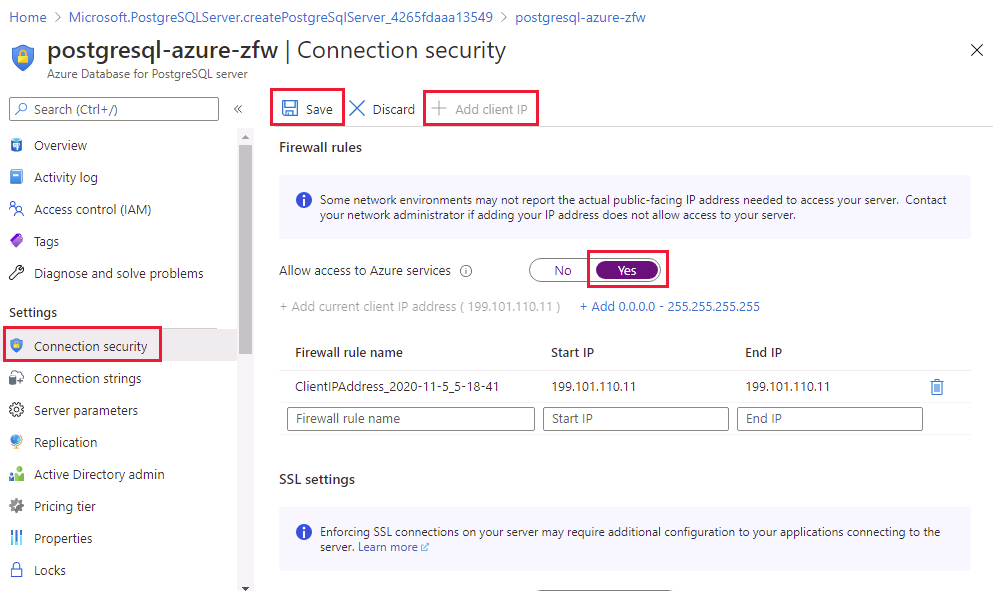 Home > Microsoft.PostgreSQLServer.createPostgreSqlServer_4265fdaaa13549 > postgresql-azure-zfw
postgresql-azure-zfw | Connection security
Azure Database for PostgreSQL server
Search (Ctrl+/)
«
Save
Discard
Add client IP
Overview
Activity log
Access control (IAM)
Tags
Diagnose and solve problems
Settings
Connection security
Connection strings
Server parameters
Replication
Active Directory admin
Pricing tier
Properties
Locks
Firewall rules
Some network environments may not report the actual public-facing IP address needed to access your server. Contact
your network administrator if adding your IP address does not allow access to your server.
Allow access to Azure services
No
Yes
+ Add current client IP address ( 199.101.110.11 )
+ Add 0.0.0.0 - 255.255.255.255
Firewall rule name
Start IP
End IP
ClientIPAddress_2020-11-5_5-18-41
199.101.110.11
199.101.110.11
Firewall rule name
Start IP
End IP
SSL settings
Enforcing SSL connections on your server may require additional configuration to your applications connecting to the
server. Learn more